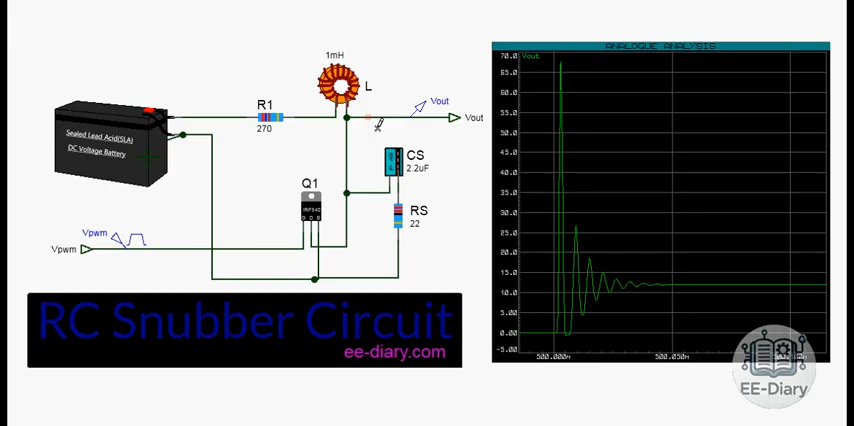 1mH
L
R1
270
Vout
Vout
Sealed Lead Acid(SLA)
DC Voltage Battery
CS
2.2uF
Q1
IRF540
RS
22
Vpwm
Vpwm
RC Snubber Circuit
ee-diary.com
ANALOGUE ANALYSIS
Vout
70.0
65.0
60.0
55.0
50.0
45.0
40.0
35.0
30.0
25.0
20.0
15.0
10.0
5.00
0.00
-5.00
500.000m
500.050m
EE-Diary